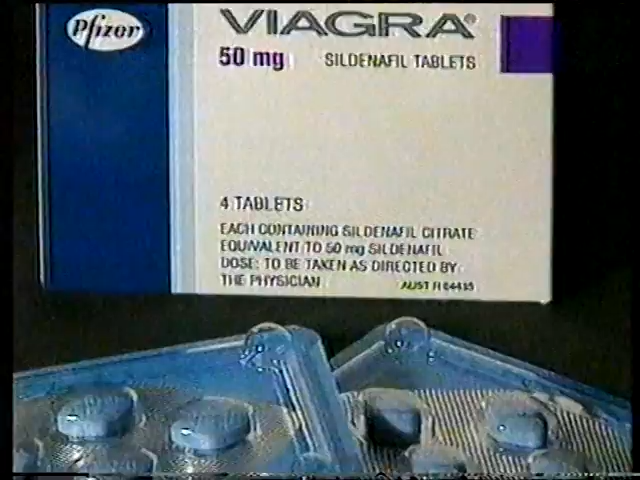 Pfizer
VIAGRA®
50 mg SILDENAFIL TABLETS
4 TABLETS
EACH CONTAINING SILDENAFIL CITRATE
EQUIVALENT TO 50 mg SILDENAFIL
DOSE: TO BE TAKEN AS DIRECTED BY
THE PHYSICIAN
AUST R